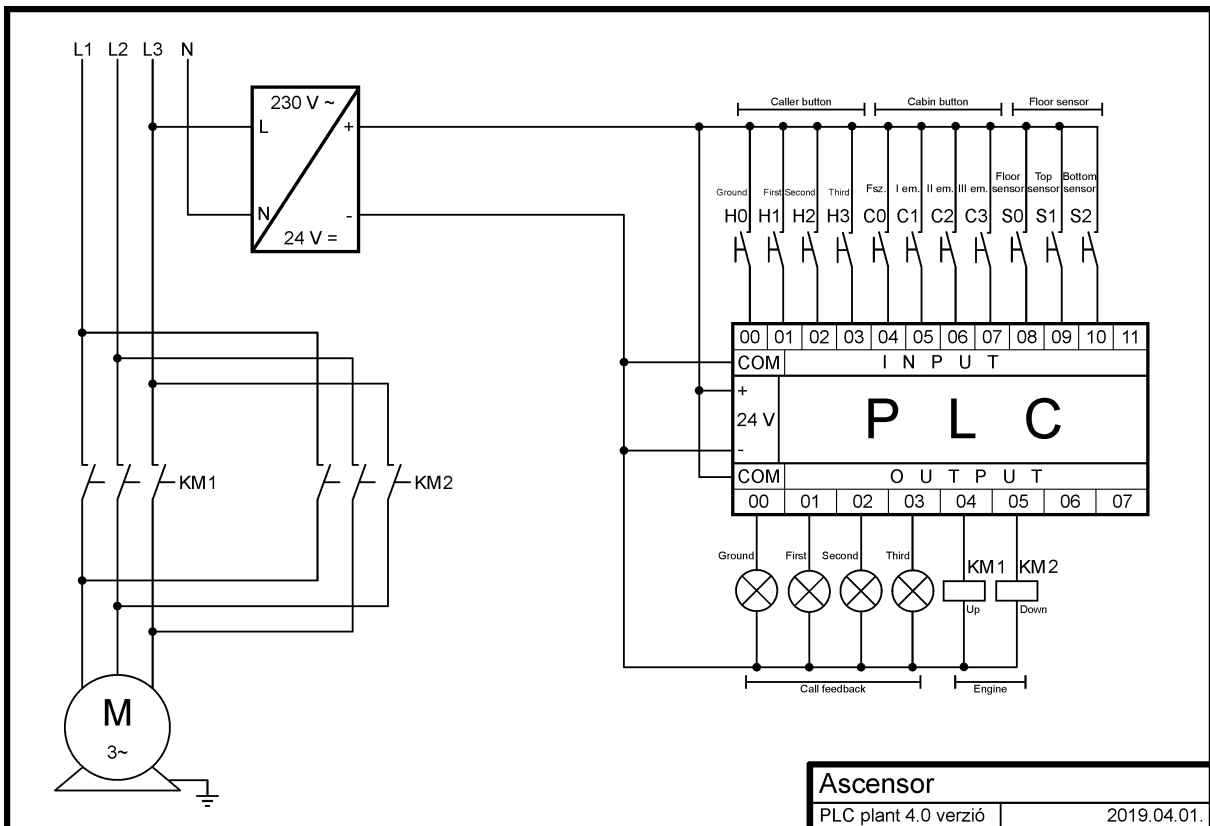 L1 L2 L3 N
230 V ~
L +
N -
24 V =
Caller button Cabin button Floor sensor
Ground First Second Third Fsz. I em. II em. III em. Floor sensor Top sensor Bottom sensor
H0 H1 H2 H3 C0 C1 C2 C3 S0 S1 S2
00 01 02 03 04 05 06 07 08 09 10 11
COM INPUT
+
24 V PLC
-
COM OUTPUT
00 01 02 03 04 05 06 07
KM1 KM2
Ground First Second Third KM1 KM2
Up Down
Call feedback Engine
M
3~
Ascensor
PLC plant 4.0 verzió 2019.04.01.